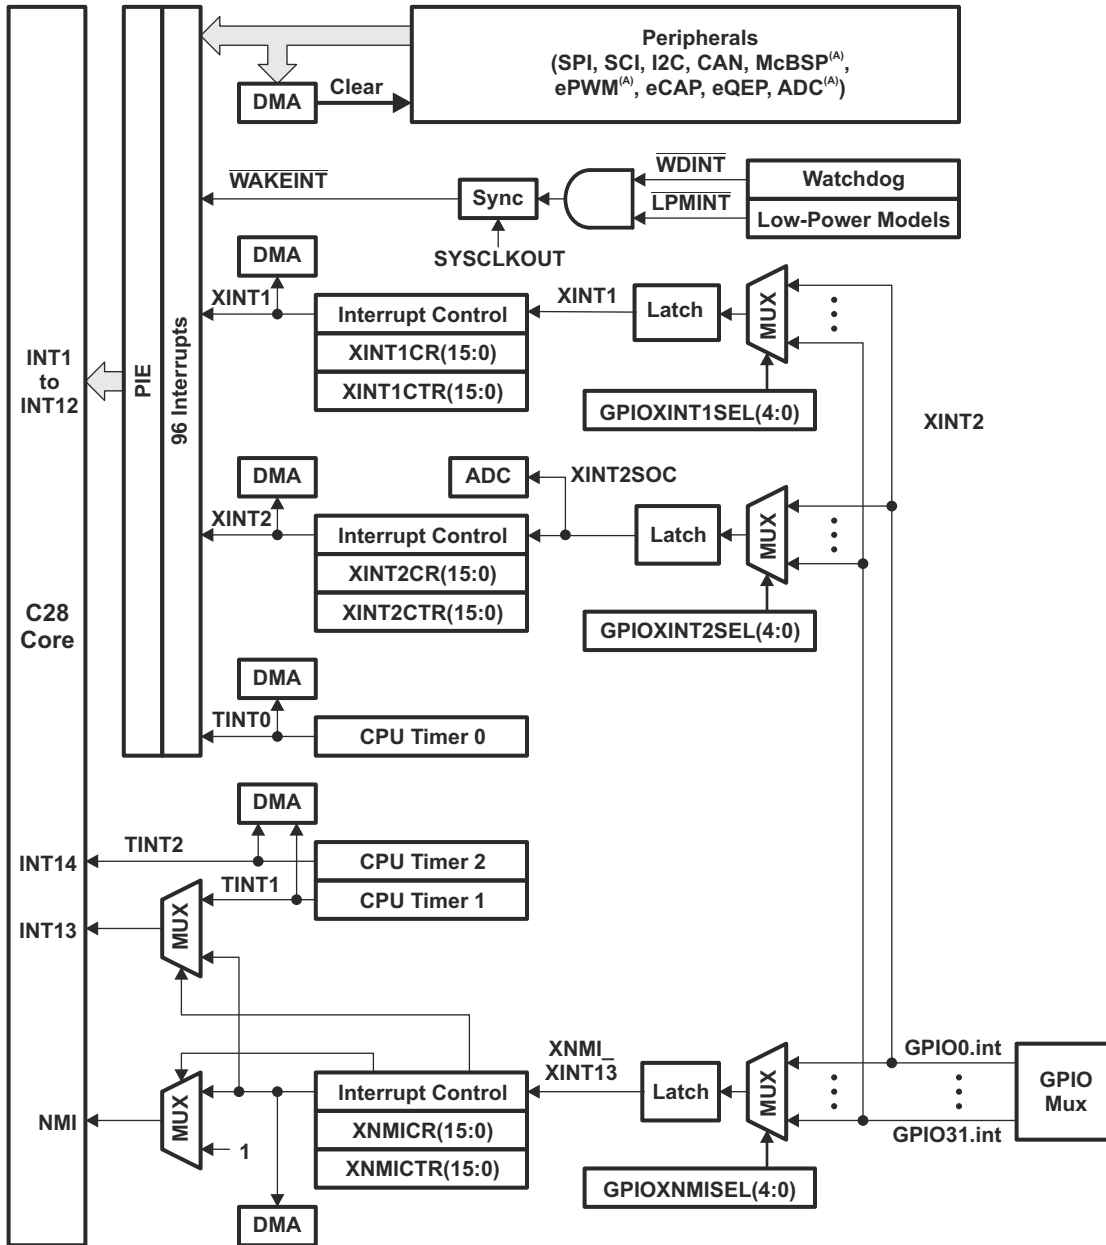 Peripherals
(SPI, SCI, I2C, CAN, McBSP(A),
ePWM(A), eCAP, eQEP, ADC(A))
DMA
Clear
WAKEINT
Sync
SYSCLKOUT
WDINT
LPMINT
Watchdog
Low-Power Models
DMA
XINT1
Interrupt Control
XINT1CR(15:0)
XINT1CTR(15:0)
XINT1
Latch
MUX
GPIOXINT1SEL(4:0)
INT1
to
INT12
PIE
96 Interrupts
XINT2
DMA
XINT2
Interrupt Control
XINT2CR(15:0)
XINT2CTR(15:0)
ADC
XINT2SOC
Latch
MUX
GPIOXINT2SEL(4:0)
C28
Core
DMA
TINT0
CPU Timer 0
DMA
INT14
TINT2
CPU Timer 2
TINT1
CPU Timer 1
INT13
MUX
NMI
MUX
1
Interrupt Control
XNMICR(15:0)
XNMICTR(15:0)
DMA
XNMI_
XINT13
Latch
MUX
GPIOXNMISEL(4:0)
GPIO0.int
GPIO31.int
GPIO
Mux